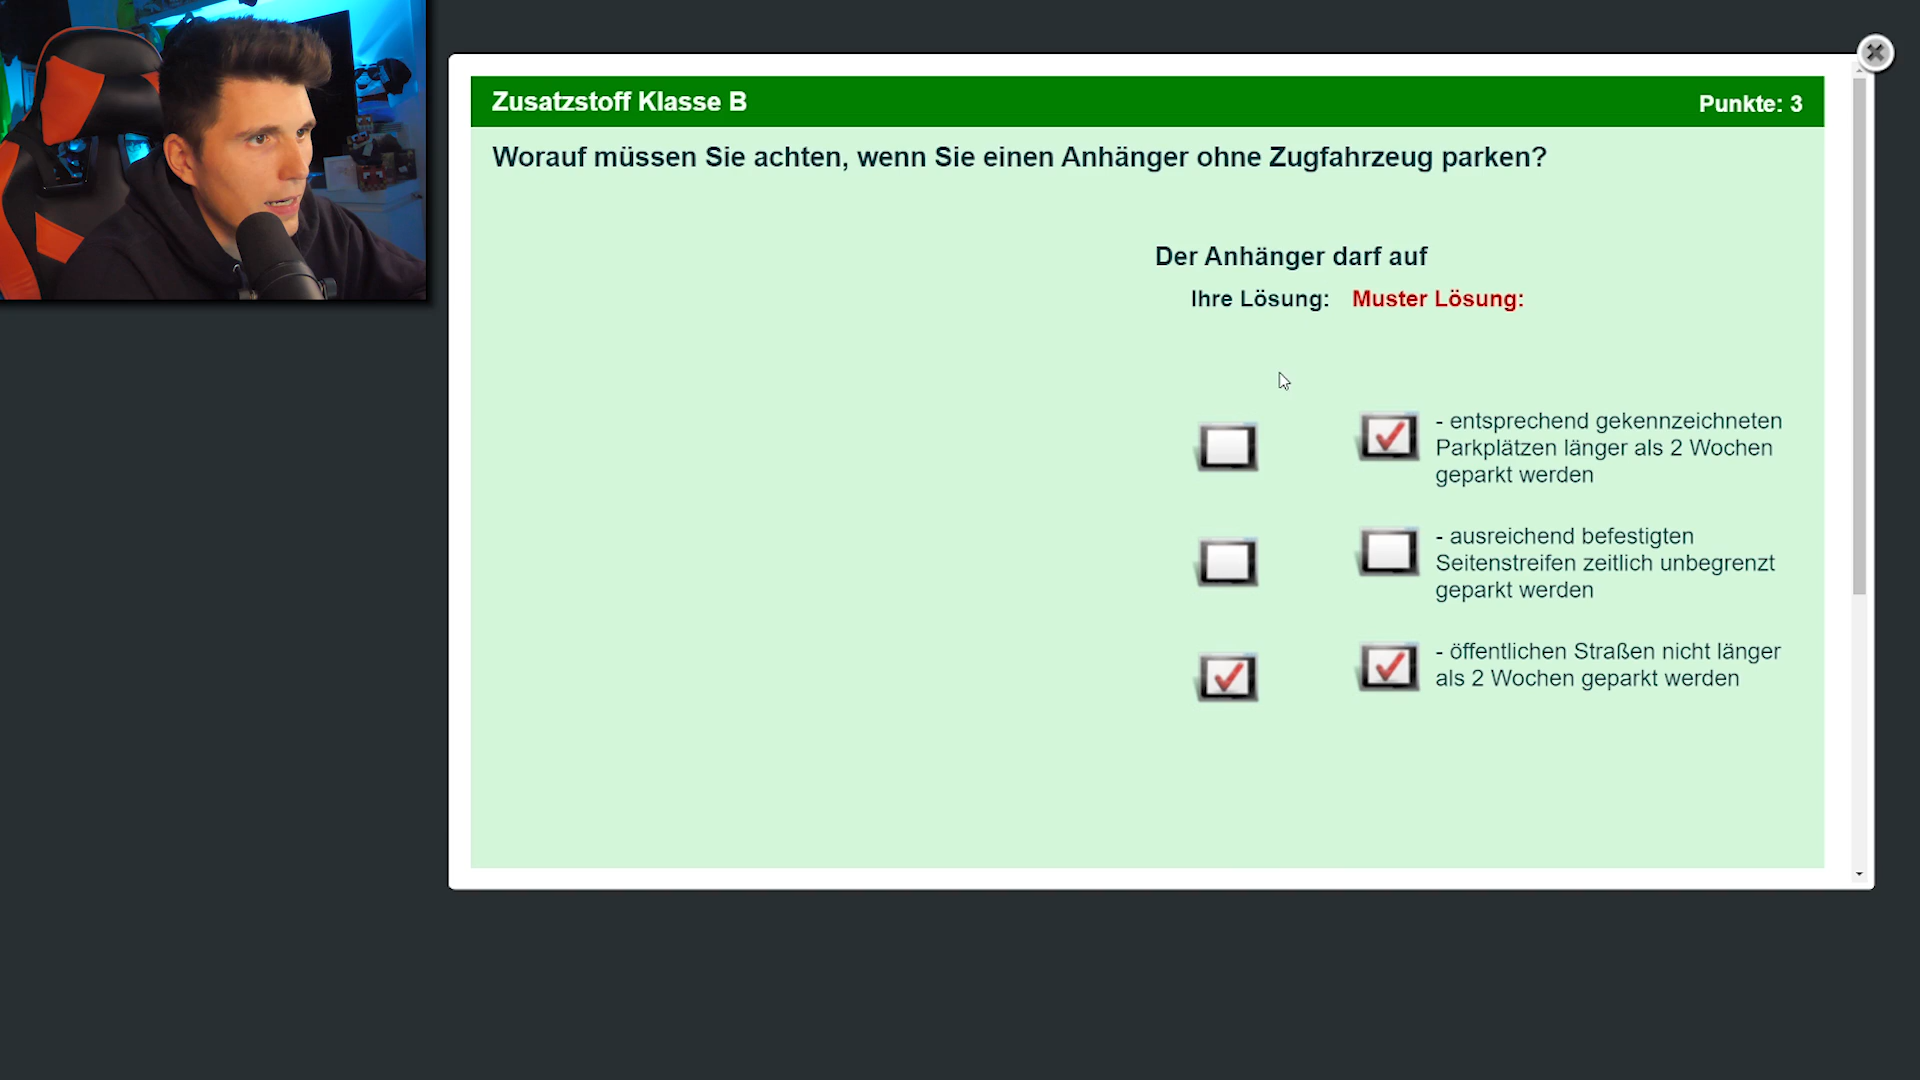 Zusatzstoff Klasse B
Punkte: 3
Worauf müssen Sie achten, wenn Sie einen Anhänger ohne Zugfahrzeug parken?
Der Anhänger darf auf
Ihre Lösung: Muster Lösung:
- entsprechend gekennzeichneten
Parkplätzen länger als 2 Wochen
geparkt werden
- ausreichend befestigten
Seitenstreifen zeitlich unbegrenzt
geparkt werden
- öffentlichen Straßen nicht länger
als 2 Wochen geparkt werden